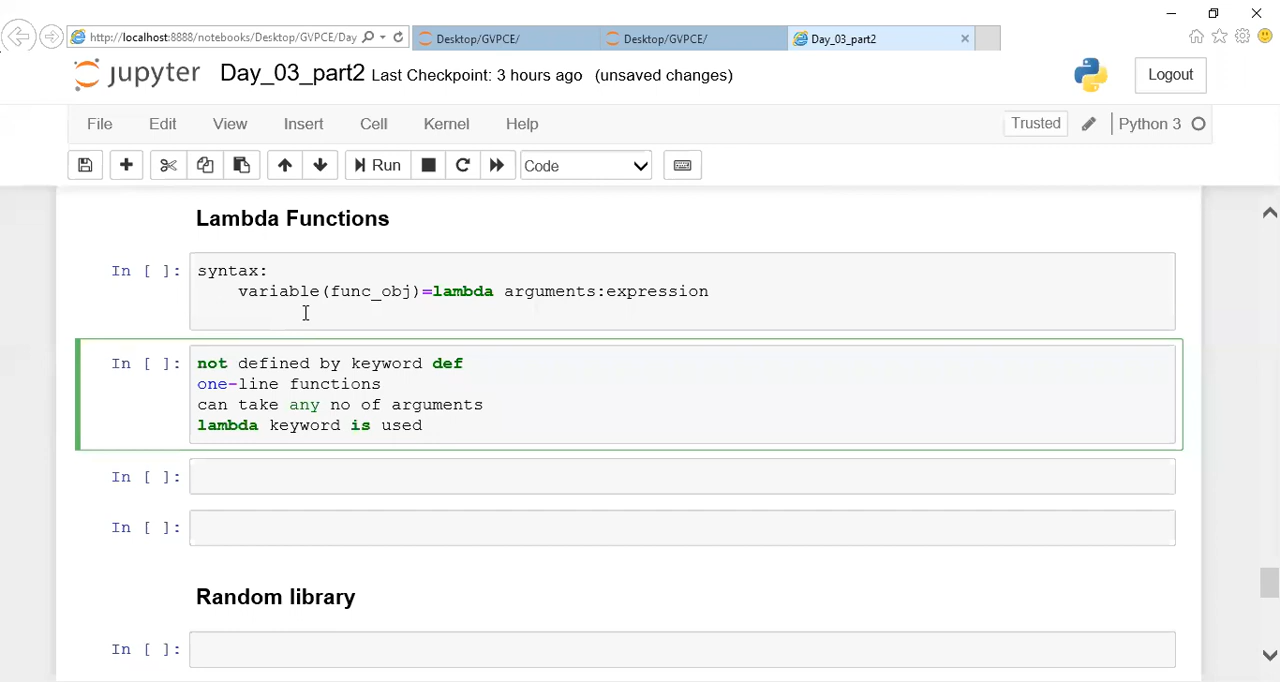 http://localhost:8888/notebooks/Desktop/GVPCE/Day
Desktop/GVPCE/
Desktop/GVPCE/
Day_03_part2
jupyter Day_03_part2 Last Checkpoint: 3 hours ago (unsaved changes)
Logout
File Edit View Insert Cell Kernel Help
Trusted
Python 3
Run
Code
Lambda Functions
In [ ]: syntax:
variable(func_obj)=lambda arguments:expression
In [ ]: not defined by keyword def
one-line functions
can take any no of arguments
lambda keyword is used
In [ ]:
In [ ]:
Random library
In [ ]: